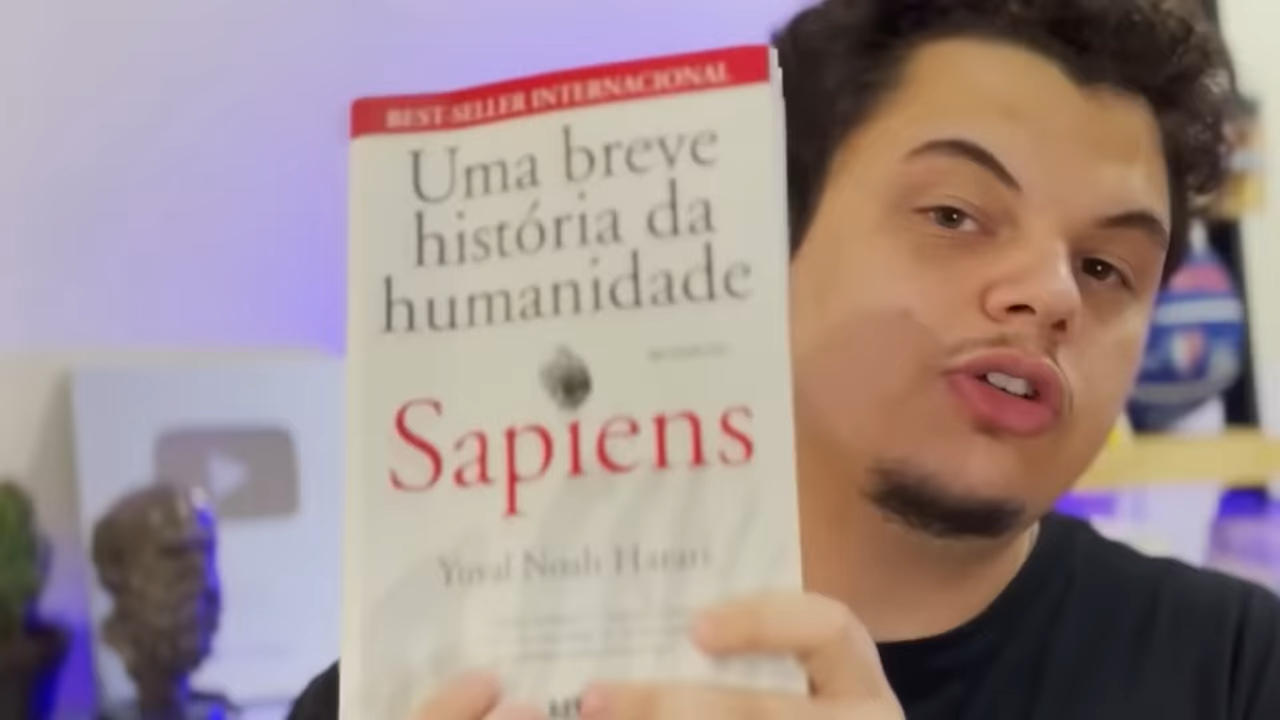 BEST-SELLER INTERNACIONAL
Uma breve
história da
humanidade
Sapiens
Yuval Noah Harari